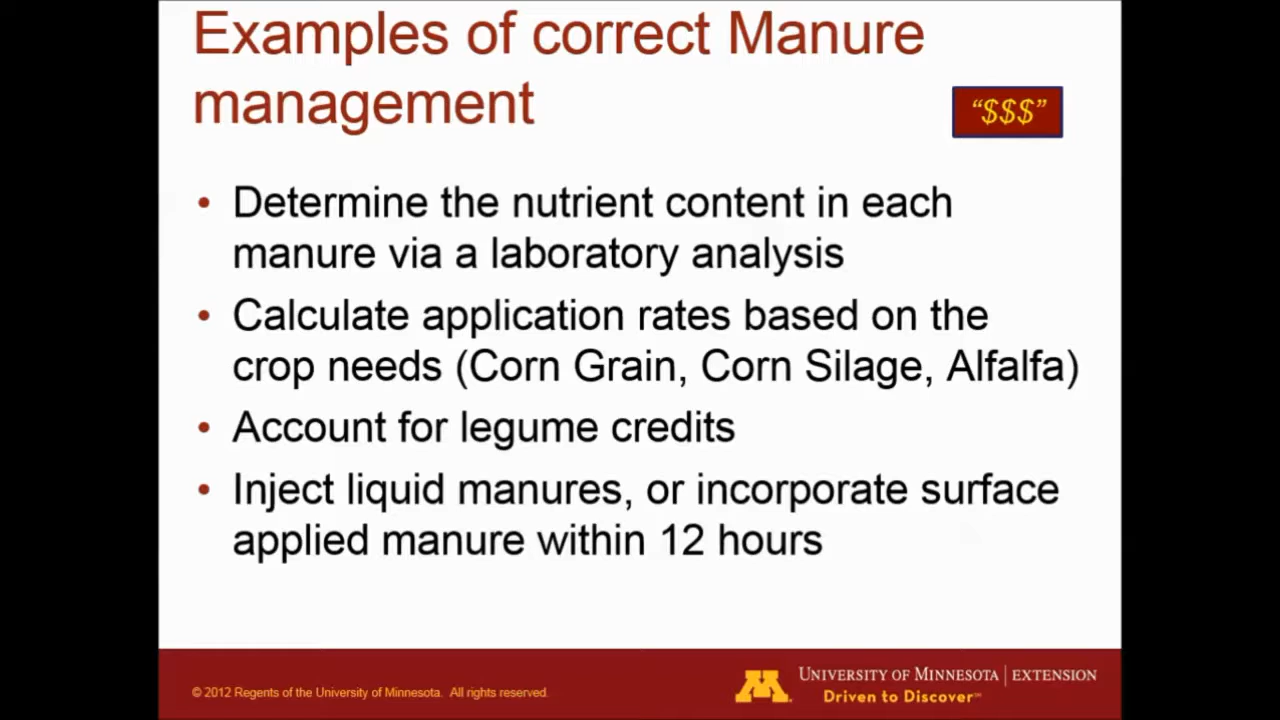 Examples of correct Manure
management
“$$$”
• Determine the nutrient content in each
manure via a laboratory analysis
• Calculate application rates based on the
crop needs (Corn Grain, Corn Silage, Alfalfa)
• Account for legume credits
• Inject liquid manures, or incorporate surface
applied manure within 12 hours
© 2012 Regents of the University of Minnesota. All rights reserved.
M
UNIVERSITY OF MINNESOTA | EXTENSION
Driven to Discover℠